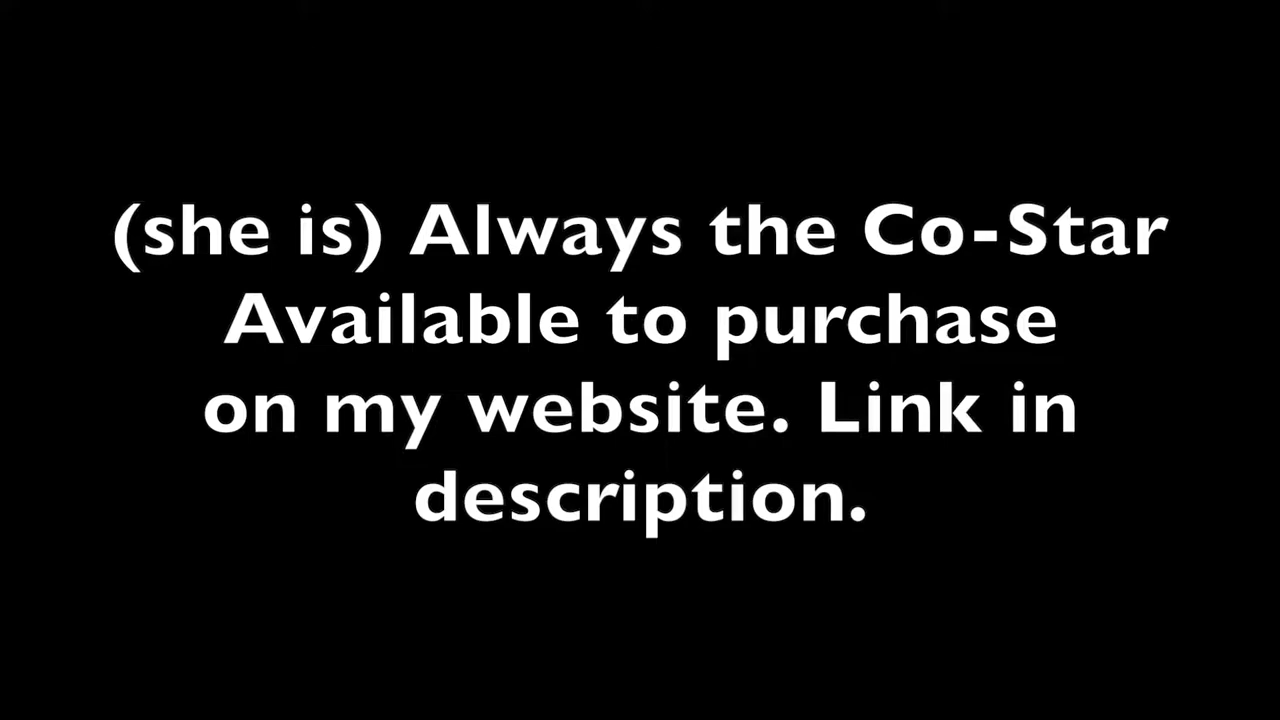 (she is) Always the Co-Star
Available to purchase
on my website. Link in
description.